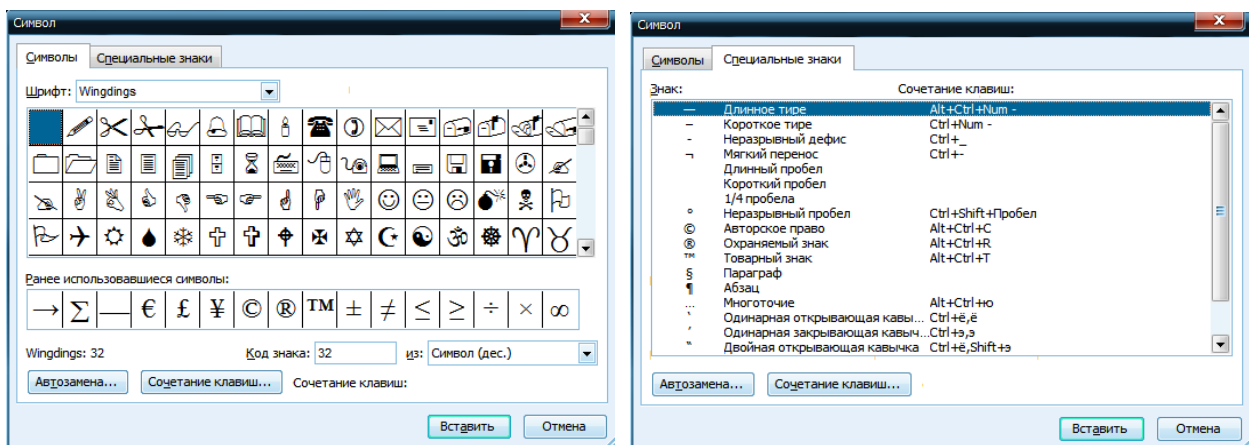 Символ
Символы Специальные знаки
Шрифт: Wingdings
Ранее использовавшиеся символы:
→ ∑ — € £ ¥ © ® ™ ± ≠ ≤ ≥ ÷ × ∞
Wingdings: 32 Код знака: 32 из: Символ (дес.)
Автозамена... Сочетание клавиш... Сочетание клавиш:
Вставить Отмена
Символ
Символы Специальные знаки
Знак: Сочетание клавиш:
— Длинное тире Alt+Ctrl+Num -
– Короткое тире Ctrl+Num -
- Неразрывный дефис Ctrl+_
¬ Мягкий перенос Ctrl+-
Длинный пробел
Короткий пробел
1/4 пробела
° Неразрывный пробел Ctrl+Shift+Пробел
© Авторское право Alt+Ctrl+C
® Охраняемый знак Alt+Ctrl+R
™ Товарный знак Alt+Ctrl+T
§ Параграф
¶ Абзац
... Многоточие Alt+Ctrl+ю
‛ Одинарная открывающая кавы... Ctrl+ё,ё
’ Одинарная закрывающая кавыч... Ctrl+э,э
“ Двойная открывающая кавычка Ctrl+ё,Shift+э
Автозамена... Сочетание клавиш...
Вставить Отмена